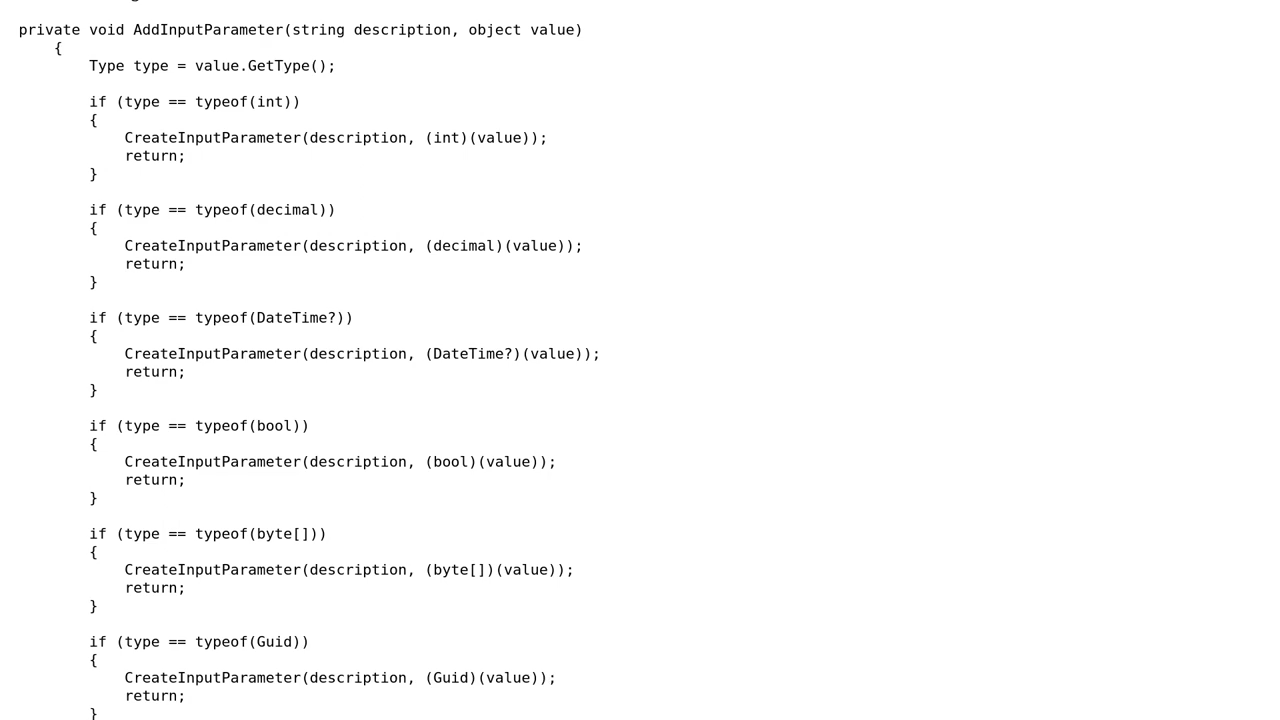 private void AddInputParameter(string description, object value)
    {
        Type type = value.GetType();

        if (type == typeof(int))
        {
            CreateInputParameter(description, (int)(value));
            return;
        }

        if (type == typeof(decimal))
        {
            CreateInputParameter(description, (decimal)(value));
            return;
        }

        if (type == typeof(DateTime?))
        {
            CreateInputParameter(description, (DateTime?)(value));
            return;
        }

        if (type == typeof(bool))
        {
            CreateInputParameter(description, (bool)(value));
            return;
        }

        if (type == typeof(byte[]))
        {
            CreateInputParameter(description, (byte[])(value));
            return;
        }

        if (type == typeof(Guid))
        {
            CreateInputParameter(description, (Guid)(value));
            return;
        }